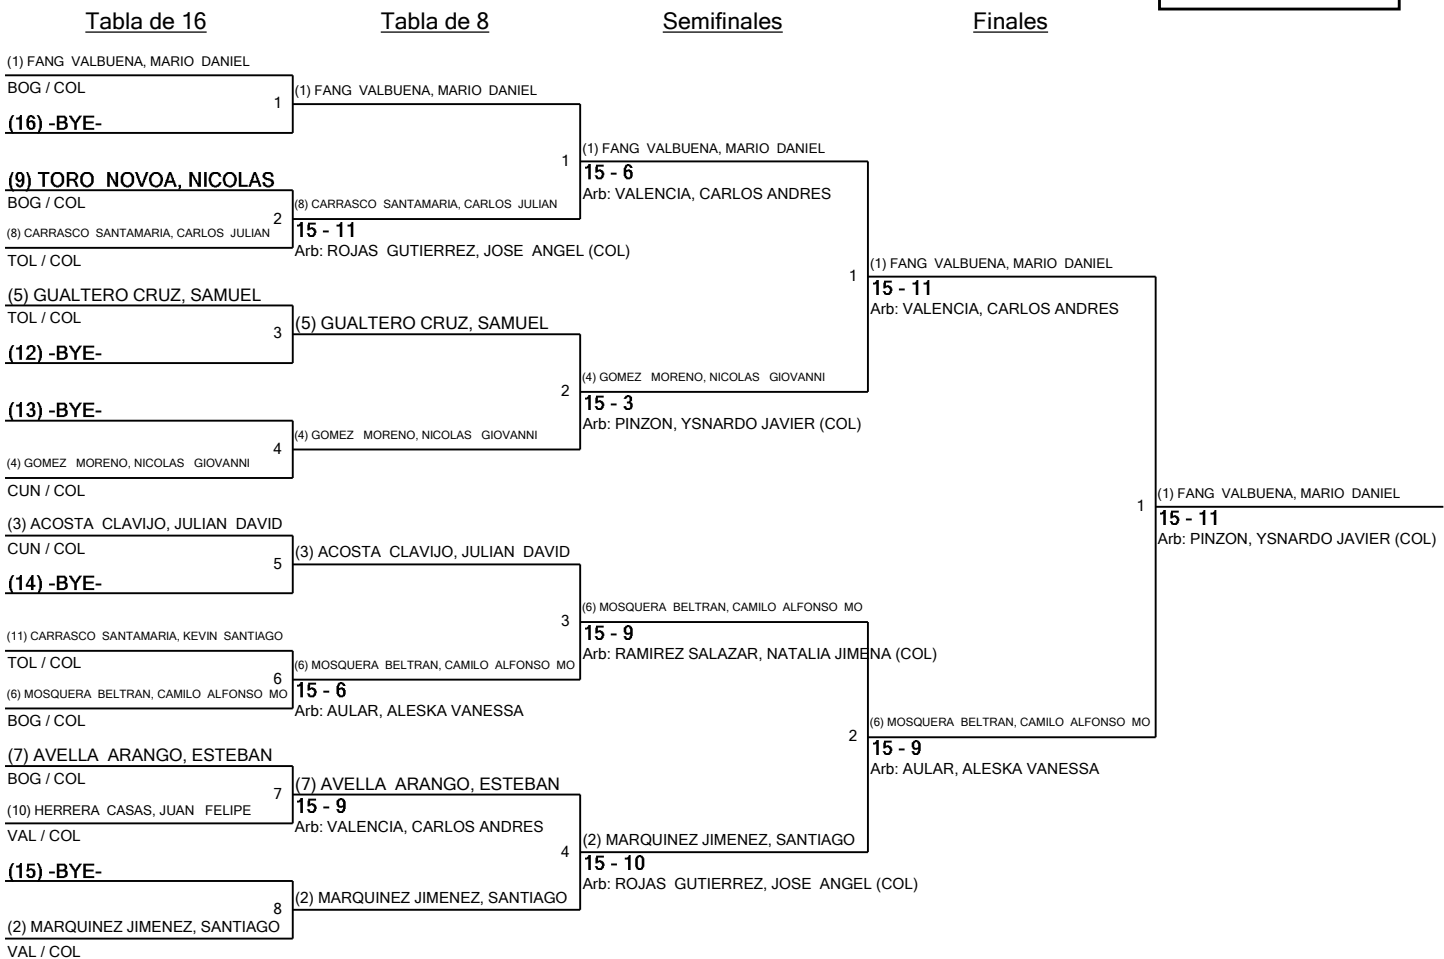 Tabla de 16
Tabla de 8
Semifinales
Finales
(1) FANG VALBUENA, MARIO DANIEL
BOG / COL
1
(16) -BYE-
(9) TORO NOVOA, NICOLAS
BOG / COL
2
(8) CARRASCO SANTAMARIA, CARLOS JULIAN
TOL / COL
(5) GUALTERO CRUZ, SAMUEL
TOL / COL
3
(12) -BYE-
(13) -BYE-
4
(4) GOMEZ MORENO, NICOLAS GIOVANNI
CUN / COL
(3) ACOSTA CLAVIJO, JULIAN DAVID
CUN / COL
5
(14) -BYE-
(11) CARRASCO SANTAMARIA, KEVIN SANTIAGO
TOL / COL
6
(6) MOSQUERA BELTRAN, CAMILO ALFONSO MO
BOG / COL
(7) AVELLA ARANGO, ESTEBAN
BOG / COL
7
(10) HERRERA CASAS, JUAN FELIPE
VAL / COL
(15) -BYE-
8
(2) MARQUINEZ JIMENEZ, SANTIAGO
VAL / COL
(1) FANG VALBUENA, MARIO DANIEL
1
(8) CARRASCO SANTAMARIA, CARLOS JULIAN
15 - 11
Arb: ROJAS GUTIERREZ, JOSE ANGEL (COL)
(5) GUALTERO CRUZ, SAMUEL
2
(4) GOMEZ MORENO, NICOLAS GIOVANNI
(3) ACOSTA CLAVIJO, JULIAN DAVID
3
(6) MOSQUERA BELTRAN, CAMILO ALFONSO MO
15 - 6
Arb: AULAR, ALESKA VANESSA
(7) AVELLA ARANGO, ESTEBAN
15 - 9
Arb: VALENCIA, CARLOS ANDRES
4
(2) MARQUINEZ JIMENEZ, SANTIAGO
(1) FANG VALBUENA, MARIO DANIEL
15 - 6
Arb: VALENCIA, CARLOS ANDRES
1
(4) GOMEZ MORENO, NICOLAS GIOVANNI
15 - 3
Arb: PINZON, YSNARDO JAVIER (COL)
(6) MOSQUERA BELTRAN, CAMILO ALFONSO MO
15 - 9
Arb: RAMIREZ SALAZAR, NATALIA JIMENA (COL)
2
(2) MARQUINEZ JIMENEZ, SANTIAGO
15 - 10
Arb: ROJAS GUTIERREZ, JOSE ANGEL (COL)
(1) FANG VALBUENA, MARIO DANIEL
15 - 11
Arb: VALENCIA, CARLOS ANDRES
1
(6) MOSQUERA BELTRAN, CAMILO ALFONSO MO
15 - 9
Arb: AULAR, ALESKA VANESSA
(1) FANG VALBUENA, MARIO DANIEL
15 - 11
Arb: PINZON, YSNARDO JAVIER (COL)